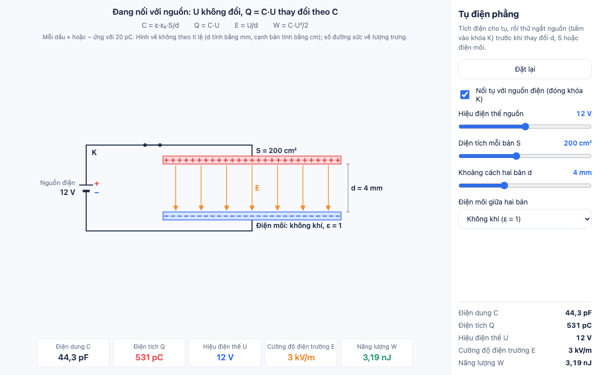 Đang nối với nguồn: U không đổi, Q = C·U thay đổi theo C
C = ε·ε₀·S/d Q = C·U E = U/d W = C·U²/2
Mỗi dấu + hoặc − ứng với 20 pC. Hình vẽ không theo tỉ lệ (d tính bằng mm, cạnh bản tính bằng cm); số đường sức vẽ tượng trưng.
K
S = 200 cm²
Nguồn điện
12 V
+
−
E
d = 4 mm
Điện môi: không khí, ε = 1
Điện dung C
44,3 pF
Điện tích Q
531 pC
Hiệu điện thế U
12 V
Cường độ điện trường E
3 kV/m
Năng lượng W
3,19 nJ
Tụ điện phẳng
Tích điện cho tụ, rồi thử ngắt nguồn (bấm
vào khóa K) trước khi thay đổi d, S hoặc
điện môi.
Đặt lại
Nối tụ với nguồn điện (đóng khóa
K)
Hiệu điện thế nguồn 12 V
Diện tích mỗi bản S 200 cm²
Khoảng cách hai bản d 4 mm
Điện môi giữa hai bản
Không khí (ε = 1)
Điện dung C 44,3 pF
Điện tích Q 531 pC
Hiệu điện thế U 12 V
Cường độ điện trường E 3 kV/m
Năng lượng W 3,19 nJ